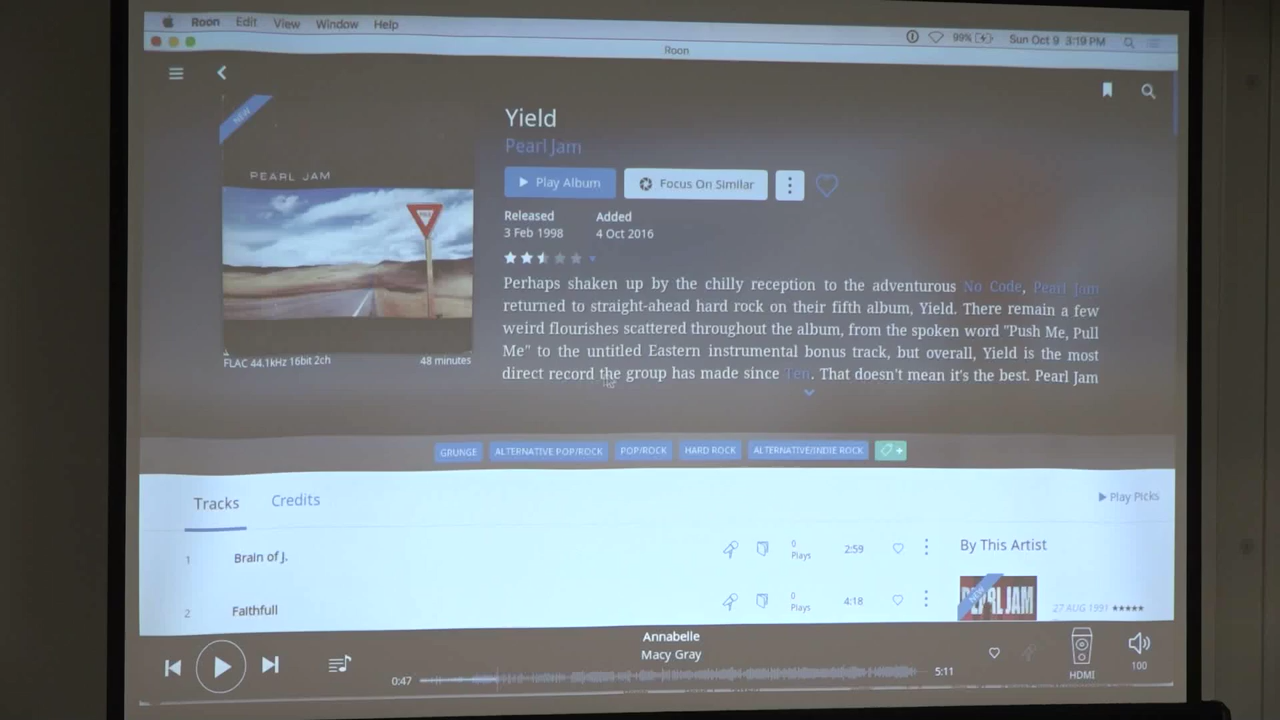 Roon Edit View Window Help
99% Sun Oct 9 3:19 PM
Roon
NEW
PEARL JAM
FLAC 44.1kHz 16bit 2ch
48 minutes
Yield
Pearl Jam
Play Album
Focus On Similar
Released Added
3 Feb 1998 4 Oct 2016
Perhaps shaken up by the chilly reception to the adventurous No Code, Pearl Jam
returned to straight-ahead hard rock on their fifth album, Yield. There remain a few
weird flourishes scattered throughout the album, from the spoken word "Push Me, Pull
Me" to the untitled Eastern instrumental bonus track, but overall, Yield is the most
direct record the group has made since Ten. That doesn't mean it's the best. Pearl Jam
GRUNGE ALTERNATIVE POP/ROCK POP/ROCK HARD ROCK ALTERNATIVE/INDIE ROCK
Tracks Credits
Play Picks
1 Brain of J. 0 Plays 2:59
2 Faithfull 0 Plays 4:18
By This Artist
NEW
PEARL JAM
27 AUG 1991
Annabelle
Macy Gray
0:47
5:11
HDMI
100